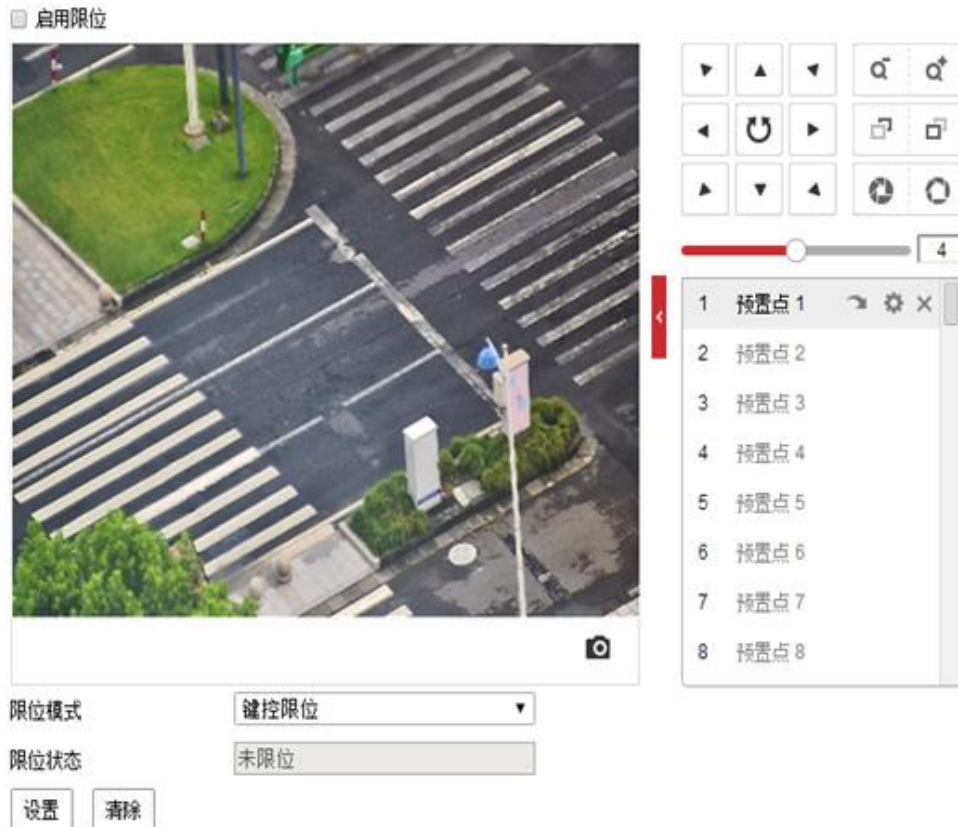 启用限位
4
1 预置点 1
2 预置点 2
3 预置点 3
4 预置点 4
5 预置点 5
6 预置点 6
7 预置点 7
8 预置点 8
限位模式 键控限位
限位状态 未限位
设置 清除